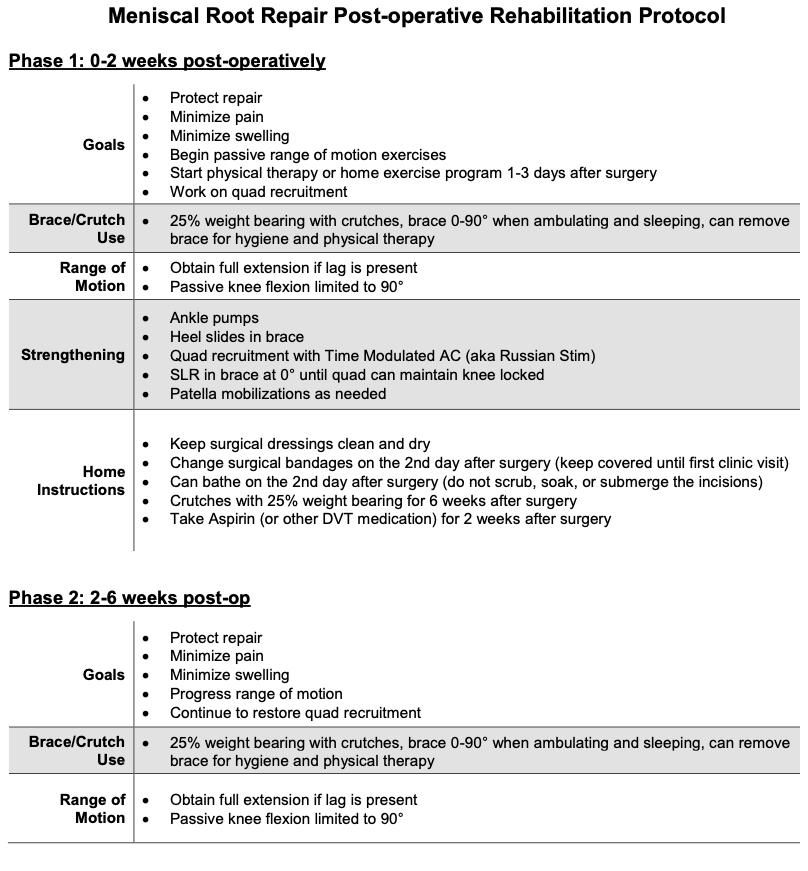 Meniscal Root Repair Post-operative Rehabilitation Protocol
Phase 1: 0-2 weeks post-operatively
Goals
• Protect repair
• Minimize pain
• Minimize swelling
• Begin passive range of motion exercises
• Start physical therapy or home exercise program 1-3 days after surgery
• Work on quad recruitment
Brace/Crutch
Use
• 25% weight bearing with crutches, brace 0-90° when ambulating and sleeping, can remove
brace for hygiene and physical therapy
Range of
Motion
• Obtain full extension if lag is present
• Passive knee flexion limited to 90°
Strengthening
• Ankle pumps
• Heel slides in brace
• Quad recruitment with Time Modulated AC (aka Russian Stim)
• SLR in brace at 0° until quad can maintain knee locked
• Patella mobilizations as needed
Home
Instructions
• Keep surgical dressings clean and dry
• Change surgical bandages on the 2nd day after surgery (keep covered until first clinic visit)
• Can bathe on the 2nd day after surgery (do not scrub, soak, or submerge the incisions)
• Crutches with 25% weight bearing for 6 weeks after surgery
• Take Aspirin (or other DVT medication) for 2 weeks after surgery
Phase 2: 2-6 weeks post-op
Goals
• Protect repair
• Minimize pain
• Minimize swelling
• Progress range of motion
• Continue to restore quad recruitment
Brace/Crutch
Use
• 25% weight bearing with crutches, brace 0-90° when ambulating and sleeping, can remove
brace for hygiene and physical therapy
Range of
Motion
• Obtain full extension if lag is present
• Passive knee flexion limited to 90°